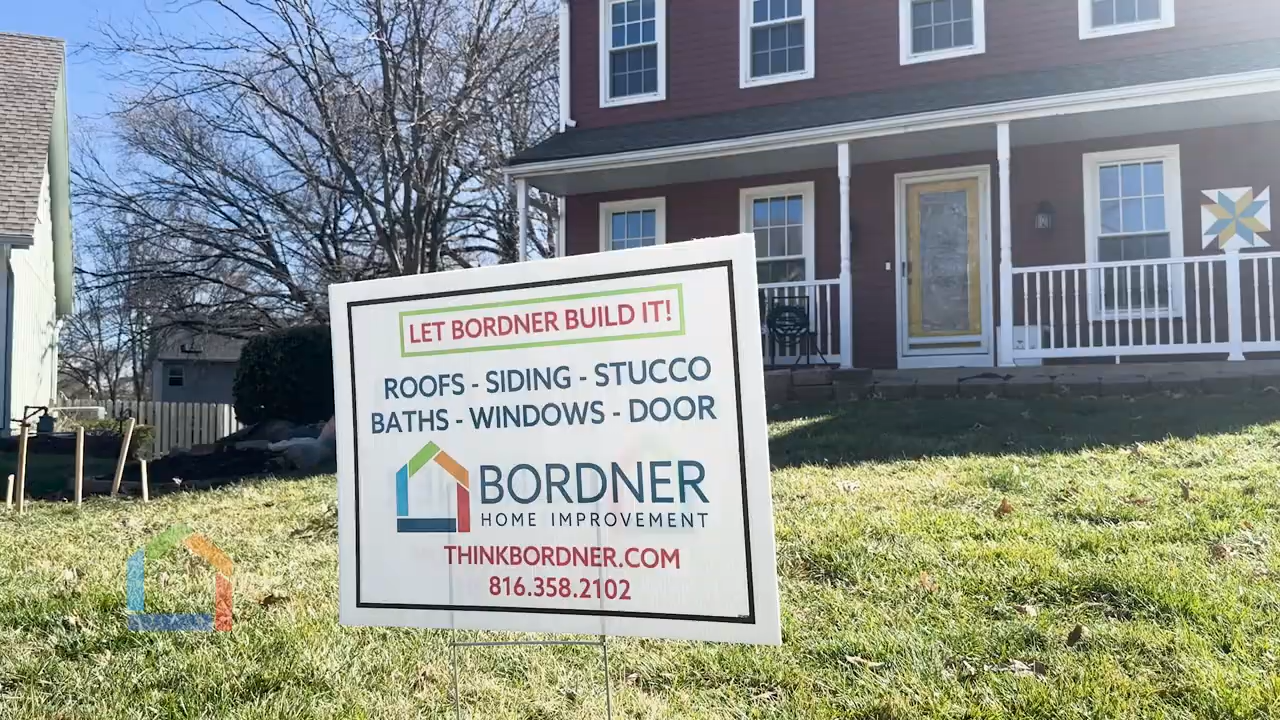 LET BORDNER BUILD IT!
ROOFS - SIDING - STUCCO
BATHS - WINDOWS - DOOR
BORDNER
HOME IMPROVEMENT
THINKBORDNER.COM
816.358.2102